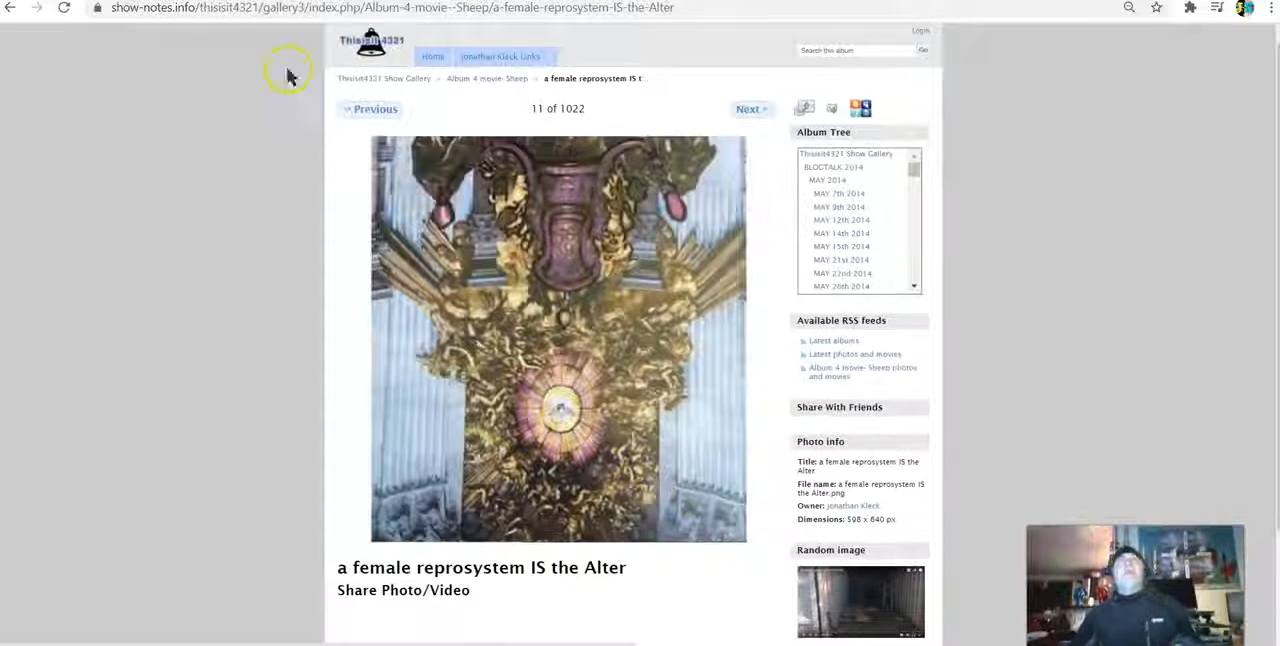 show-notes.info/thisisit4321/gallery3/index.php/Album-4-movie--Sheep/a-female-reprosystem-IS-the-Alter
Login
Thisisit4321
Home
Jonathan Kleck Links
Search this album
Go
Thisisit4321 Show Gallery » Album 4 movie- Sheep » a female reprosystem IS t...
Previous
11 of 1022
Next
Album Tree
Thisisit4321 Show Gallery
BLOGTALK 2014
MAY 2014
MAY 7th 2014
MAY 9th 2014
MAY 12th 2014
MAY 14th 2014
MAY 15th 2014
MAY 21st 2014
MAY 22nd 2014
MAY 26th 2014
Available RSS feeds
Latest albums
Latest photos and movies
Album 4 movie- Sheep photos
and movies
Share With Friends
Photo info
Title: a female reprosystem IS the
Alter
File name: a female reprosystem IS
the Alter.png
Owner: Jonathan Kleck
Dimensions: 598 x 640 px
Random image
a female reprosystem IS the Alter
Share Photo/Video